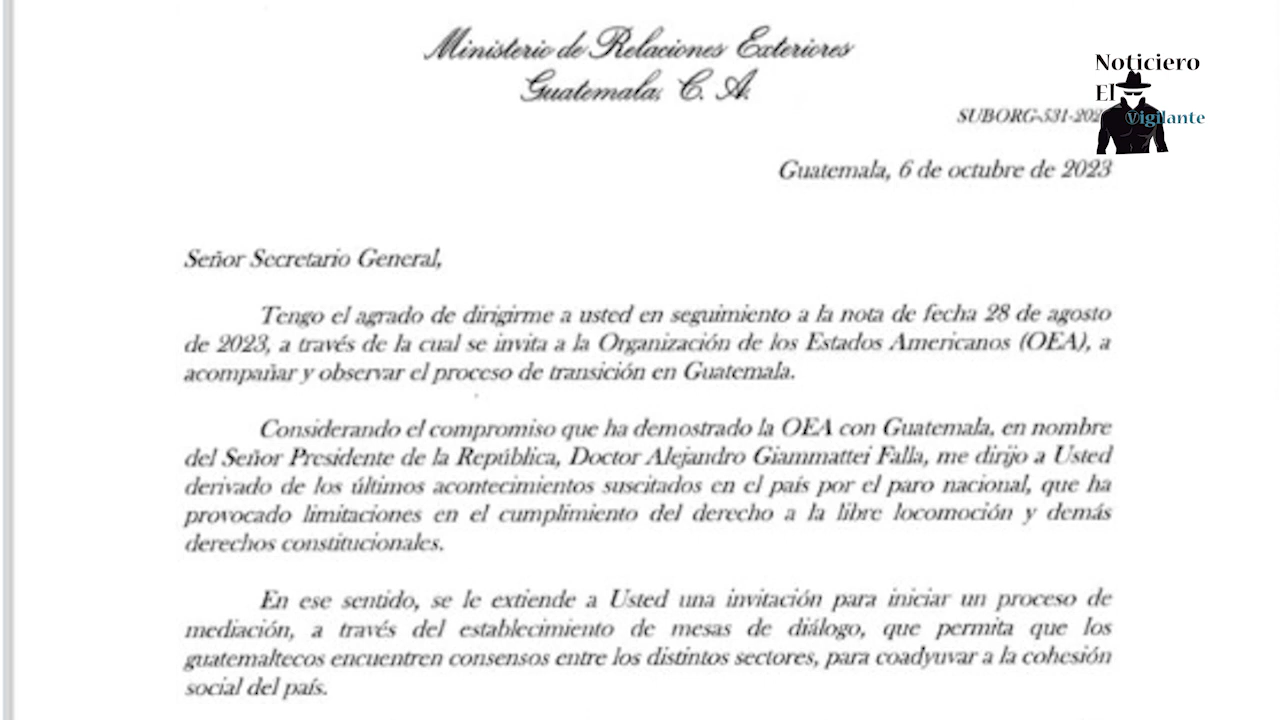 Ministerio de Relaciones Exteriores
Guatemala, C. A.
Noticiero
El
Vigilante
SUBORG-531-202
Guatemala, 6 de octubre de 2023
Señor Secretario General,
Tengo el agrado de dirigirme a usted en seguimiento a la nota de fecha 28 de agosto
de 2023, a través de la cual se invita a la Organización de los Estados Americanos (OEA), a
acompañar y observar el proceso de transición en Guatemala.
Considerando el compromiso que ha demostrado la OEA con Guatemala, en nombre
del Señor Presidente de la República, Doctor Alejandro Giammattei Falla, me dirijo a Usted
derivado de los últimos acontecimientos suscitados en el país por el paro nacional, que ha
provocado limitaciones en el cumplimiento del derecho a la libre locomoción y demás
derechos constitucionales.
En ese sentido, se le extiende a Usted una invitación para iniciar un proceso de
mediación, a través del establecimiento de mesas de diálogo, que permita que los
guatemaltecos encuentren consensos entre los distintos sectores, para coadyuvar a la cohesión
social del país.